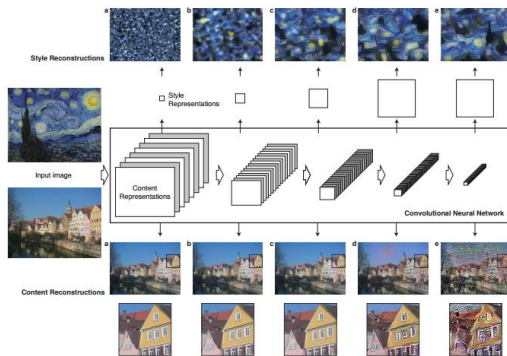 a b c d e
Style Reconstructions
Style
Representations
Input image
Content
Representations
Convolutional Neural Network
a b c d e
Content Reconstructions